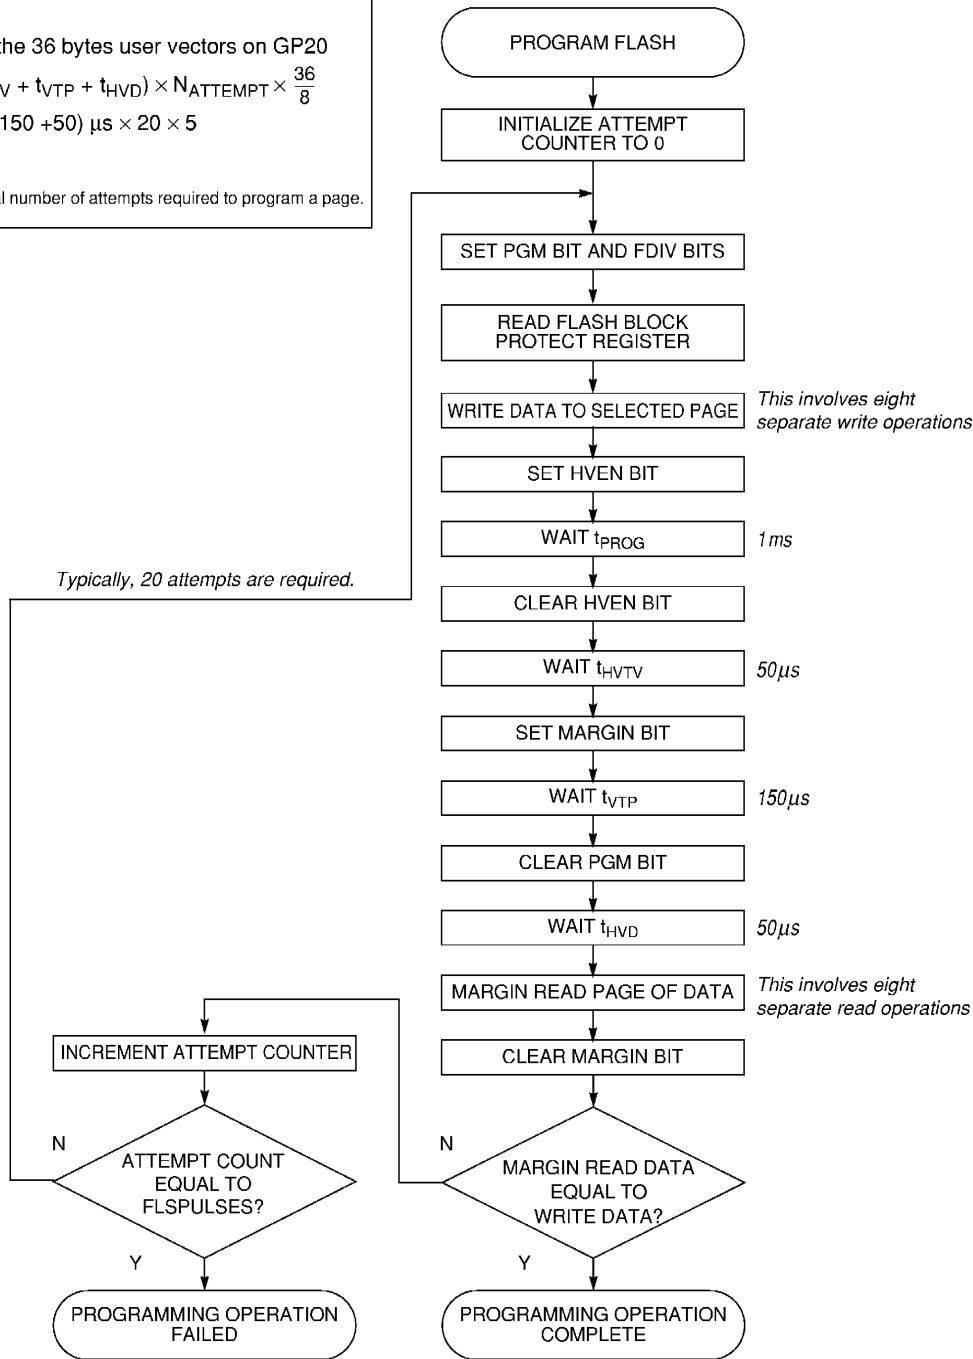 the 36 bytes user vectors on GP20
V + tVTP + tHVD) × NATTEMPT × 36/8
150 +50) μs × 20 × 5
number of attempts required to program a page.
PROGRAM FLASH
INITIALIZE ATTEMPT
COUNTER TO 0
SET PGM BIT AND FDIV BITS
READ FLASH BLOCK
PROTECT REGISTER
WRITE DATA TO SELECTED PAGE
This involves eight
separate write operations
SET HVEN BIT
WAIT tPROG
1ms
Typically, 20 attempts are required.
CLEAR HVEN BIT
WAIT tHVTV
50μs
SET MARGIN BIT
WAIT tVTP
150μs
CLEAR PGM BIT
WAIT tHVD
50μs
MARGIN READ PAGE OF DATA
This involves eight
separate read operations
CLEAR MARGIN BIT
INCREMENT ATTEMPT COUNTER
N
MARGIN READ DATA
EQUAL TO
WRITE DATA?
Y
N
ATTEMPT COUNT
EQUAL TO
FLSPULSES?
Y
PROGRAMMING OPERATION
FAILED
PROGRAMMING OPERATION
COMPLETE